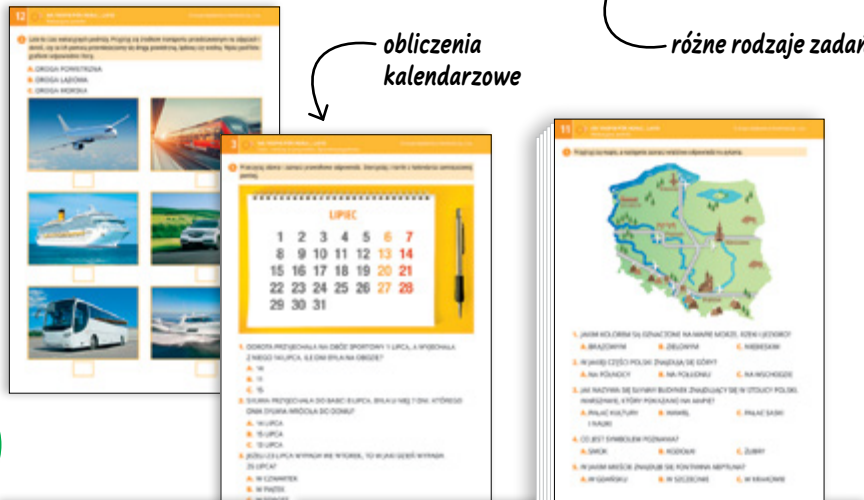 obliczenia
kalendarzowe
różne rodzaje zadań
12
A. DROGA POWIETRZNA
B. DROGA LĄDOWA
C. DROGA MORSKA
3
LIPIEC
1 2 3 4 5 6 7
8 9 10 11 12 13 14
15 16 17 18 19 20 21
22 23 24 25 26 27 28
29 30 31
1. DOROTA PRZYJECHAŁA NA OBÓZ SPORTOWY 1 LIPCA, A WYJECHAŁA
Z NIEGO 14 LIPCA. ILE DNI BYŁA NA OBOZIE?
A. 14
B. 11
C. 15
2. SYLWIA PRZYJECHAŁA DO BABCI 8 LIPCA, BYŁA U NIEJ 7 DNI. KTÓREGO
DNIA SYLWIA WRÓCIŁA DO DOMU?
A. 14 LIPCA
B. 15 LIPCA
C. 13 LIPCA
3. JEŻELI 23 LIPCA WYPADA WE WTOREK, TO W JAKI DZIEŃ WYPADA
25 LIPCA?
A. W CZWARTEK
B. W PIĄTEK
11
1. JAKIM KOLOREM SĄ OZNACZONE NA MAPIE MORZE, RZEKI I JEZIORO?
A. BRĄZOWYM B. ZIELONYM C. NIEBIESKIM
2. W JAKIEJ CZĘŚCI POLSKI ZNAJDUJĄ SIĘ GÓRY?
A. NA PÓŁNOCY B. NA POŁUDNIU C. NA WSCHODZIE
3. JAK NAZYWA SIĘ SŁYNNY BUDYNEK ZNAJDUJĄCY SIĘ W STOLICY POLSKI,
WARSZAWIE, KTÓRY POKAZANO NA MAPIE?
A. PAŁAC KULTURY B. WAWEL C. PAŁAC SASKI
I NAUKI
4. CO JEST SYMBOLEM POZNANIA?
A. SMOK B. KOZIOŁKI C. ŻUBRY
5. W JAKIM MIEŚCIE ZNAJDUJE SIĘ FONTANNA NEPTUNA?
A. W GDAŃSKU B. W SZCZECINIE C. W KRAKOWIE